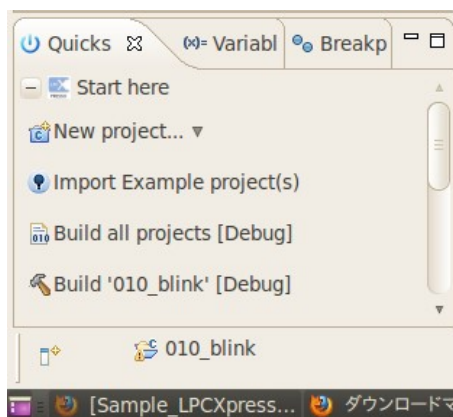 Quicks (x)= Variabl Breakp
Start here
New project...
Import Example project(s)
Build all projects [Debug]
Build '010_blink' [Debug]
010_blink
[Sample_LPCXpress... ダウンロードマ